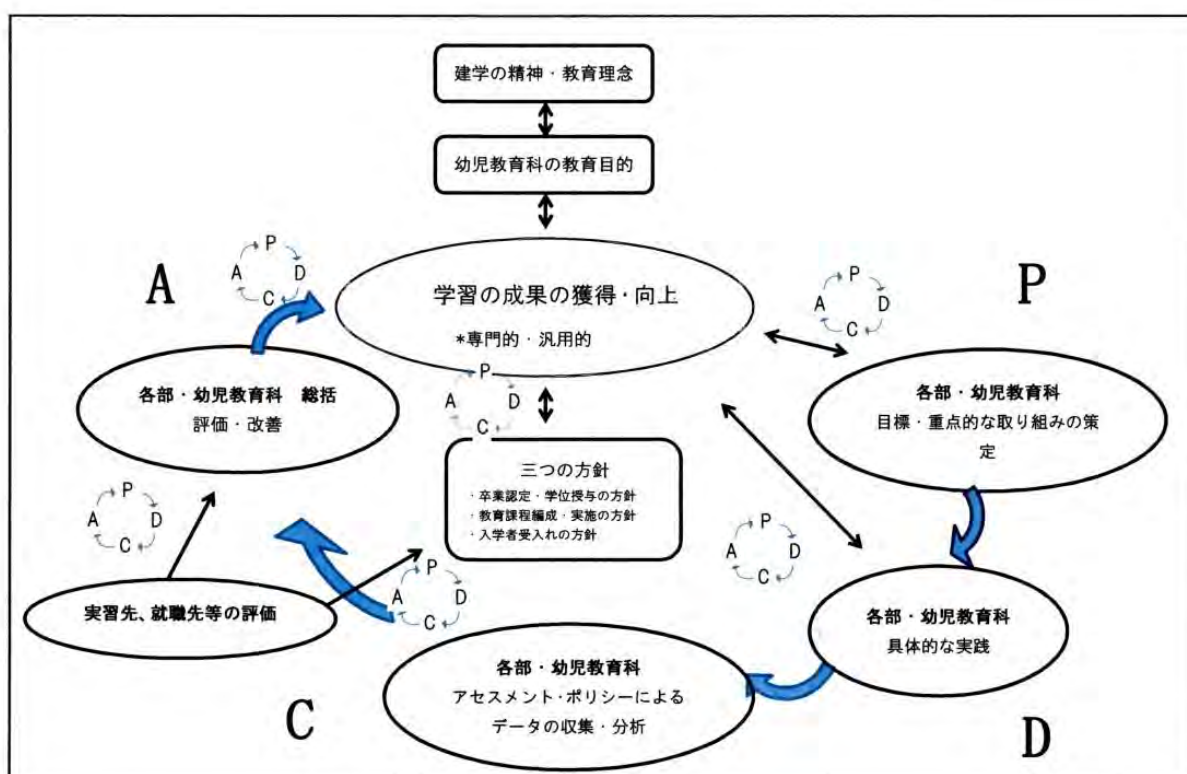 建学の精神・教育理念
幼児教育科の教育目的
P
A D
C
A
学習の成果の獲得・向上
*専門的・汎用的
P
A D
C
P
各部・幼児教育科 総括
評価・改善
P
A D
C
各部・幼児教育科
目標・重点的な取り組みの策
定
三つの方針
・卒業認定・学位授与の方針
・教育課程編成・実施の方針
・入学者受入れの方針
P
A D
C
P
A D
C
実習先、就職先等の評価
P
A D
C
各部・幼児教育科
具体的な実践
各部・幼児教育科
アセスメント・ポリシーによる
データの収集・分析
C
D